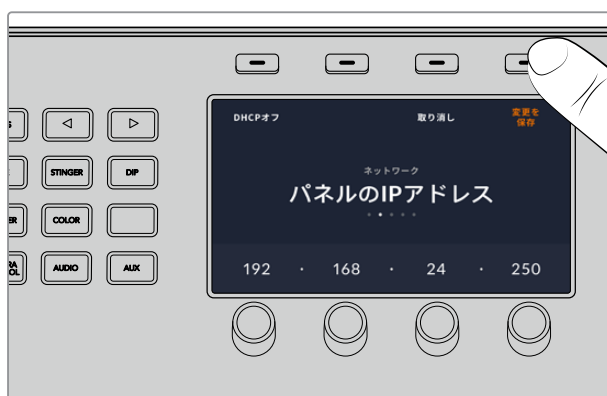 DHCPオフ
取り消し
変更を
保存
ネットワーク
パネルのIPアドレス
192 · 168 · 24 · 250
STINGER
DIP
COLOR
AUDIO
AUX